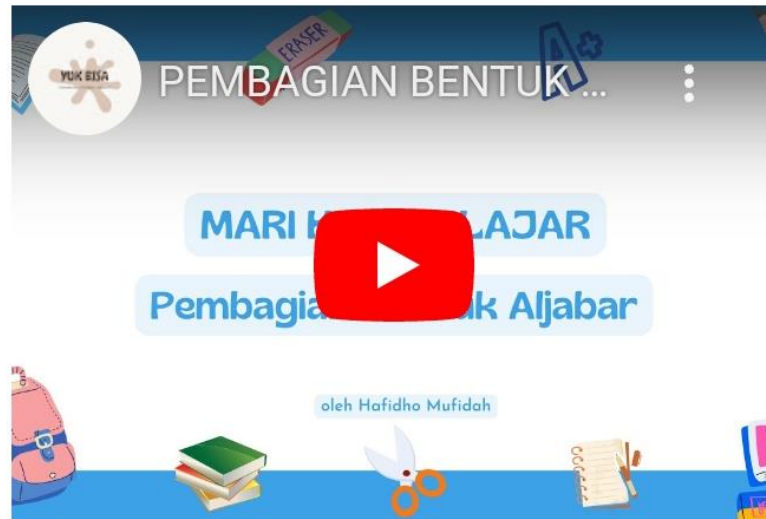 ERASER
A+
YUK BISA
PEMBAGIAN BENTUK ...
MARI LAJAR
Pembagia k Aljabar
oleh Hafidho Mufidah